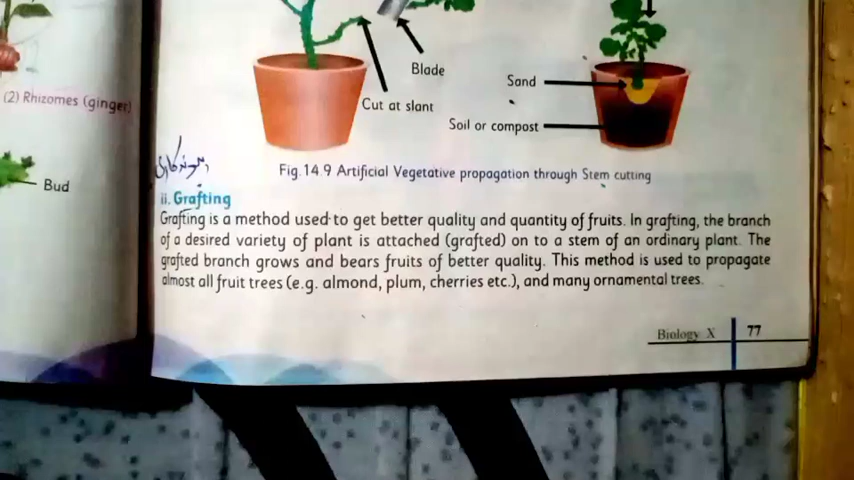 (2) Rhizomes (ginger)
Bud
Blade
Cut at slant
Sand
Soil or compost
Fig.14.9 Artificial Vegetative propagation through Stem cutting
ii. Grafting
Grafting is a method used to get better quality and quantity of fruits. In grafting, the branch
of a desired variety of plant is attached (grafted) on to a stem of an ordinary plant. The
grafted branch grows and bears fruits of better quality. This method is used to propagate
almost all fruit trees (e.g. almond, plum, cherries etc.), and many ornamental trees.
Biology X 77